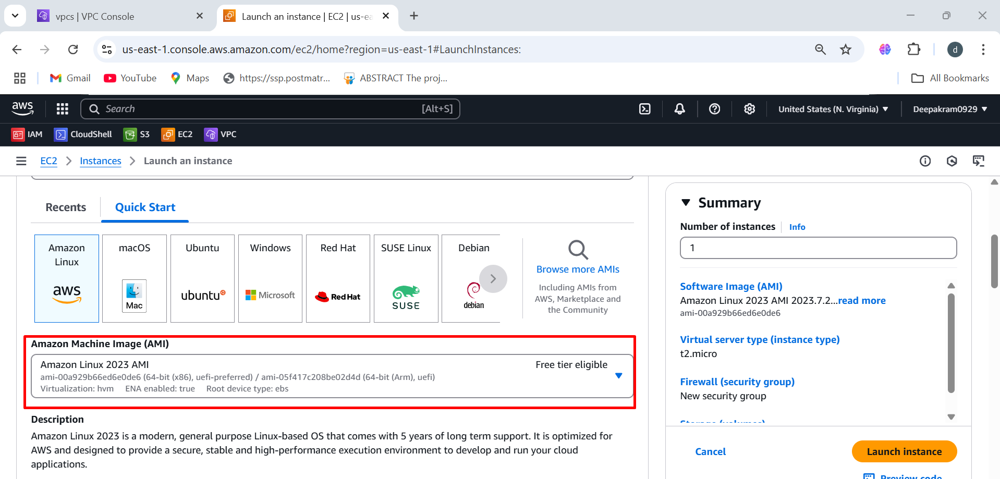 vpcs | VPC Console
Launch an instance | EC2 | us-ea
us-east-1.console.aws.amazon.com/ec2/home?region=us-east-1#LaunchInstances:
d
Gmail
YouTube
Maps
https://ssp.postmatr...
ABSTRACT The proj...
All Bookmarks
aws
Search
[Alt+S]
United States (N. Virginia)
Deepakram0929
IAM
CloudShell
S3
EC2
VPC
EC2
Instances
Launch an instance
Recents
Quick Start
Amazon Linux
aws
macOS
Mac
Ubuntu
ubuntu
Windows
Microsoft
Red Hat
Red Hat
SUSE Linux
SUSE
Debian
debian
Browse more AMIs
Including AMIs from
AWS, Marketplace and
the Community
Amazon Machine Image (AMI)
Amazon Linux 2023 AMI
Free tier eligible
ami-00a929b66ed6e0de6 (64-bit (x86), uefi-preferred) / ami-05f417c208be02d4d (64-bit (Arm), uefi)
Virtualization: hvm ENA enabled: true Root device type: ebs
Description
Amazon Linux 2023 is a modern, general purpose Linux-based OS that comes with 5 years of long term support. It is optimized for
AWS and designed to provide a secure, stable and high-performance execution environment to develop and run your cloud
applications.
Summary
Number of instances
Info
1
Software Image (AMI)
Amazon Linux 2023 AMI 2023.7.2...read more
ami-00a929b66ed6e0de6
Virtual server type (instance type)
t2.micro
Firewall (security group)
New security group
Storage (volumes)
Cancel
Launch instance
Preview code